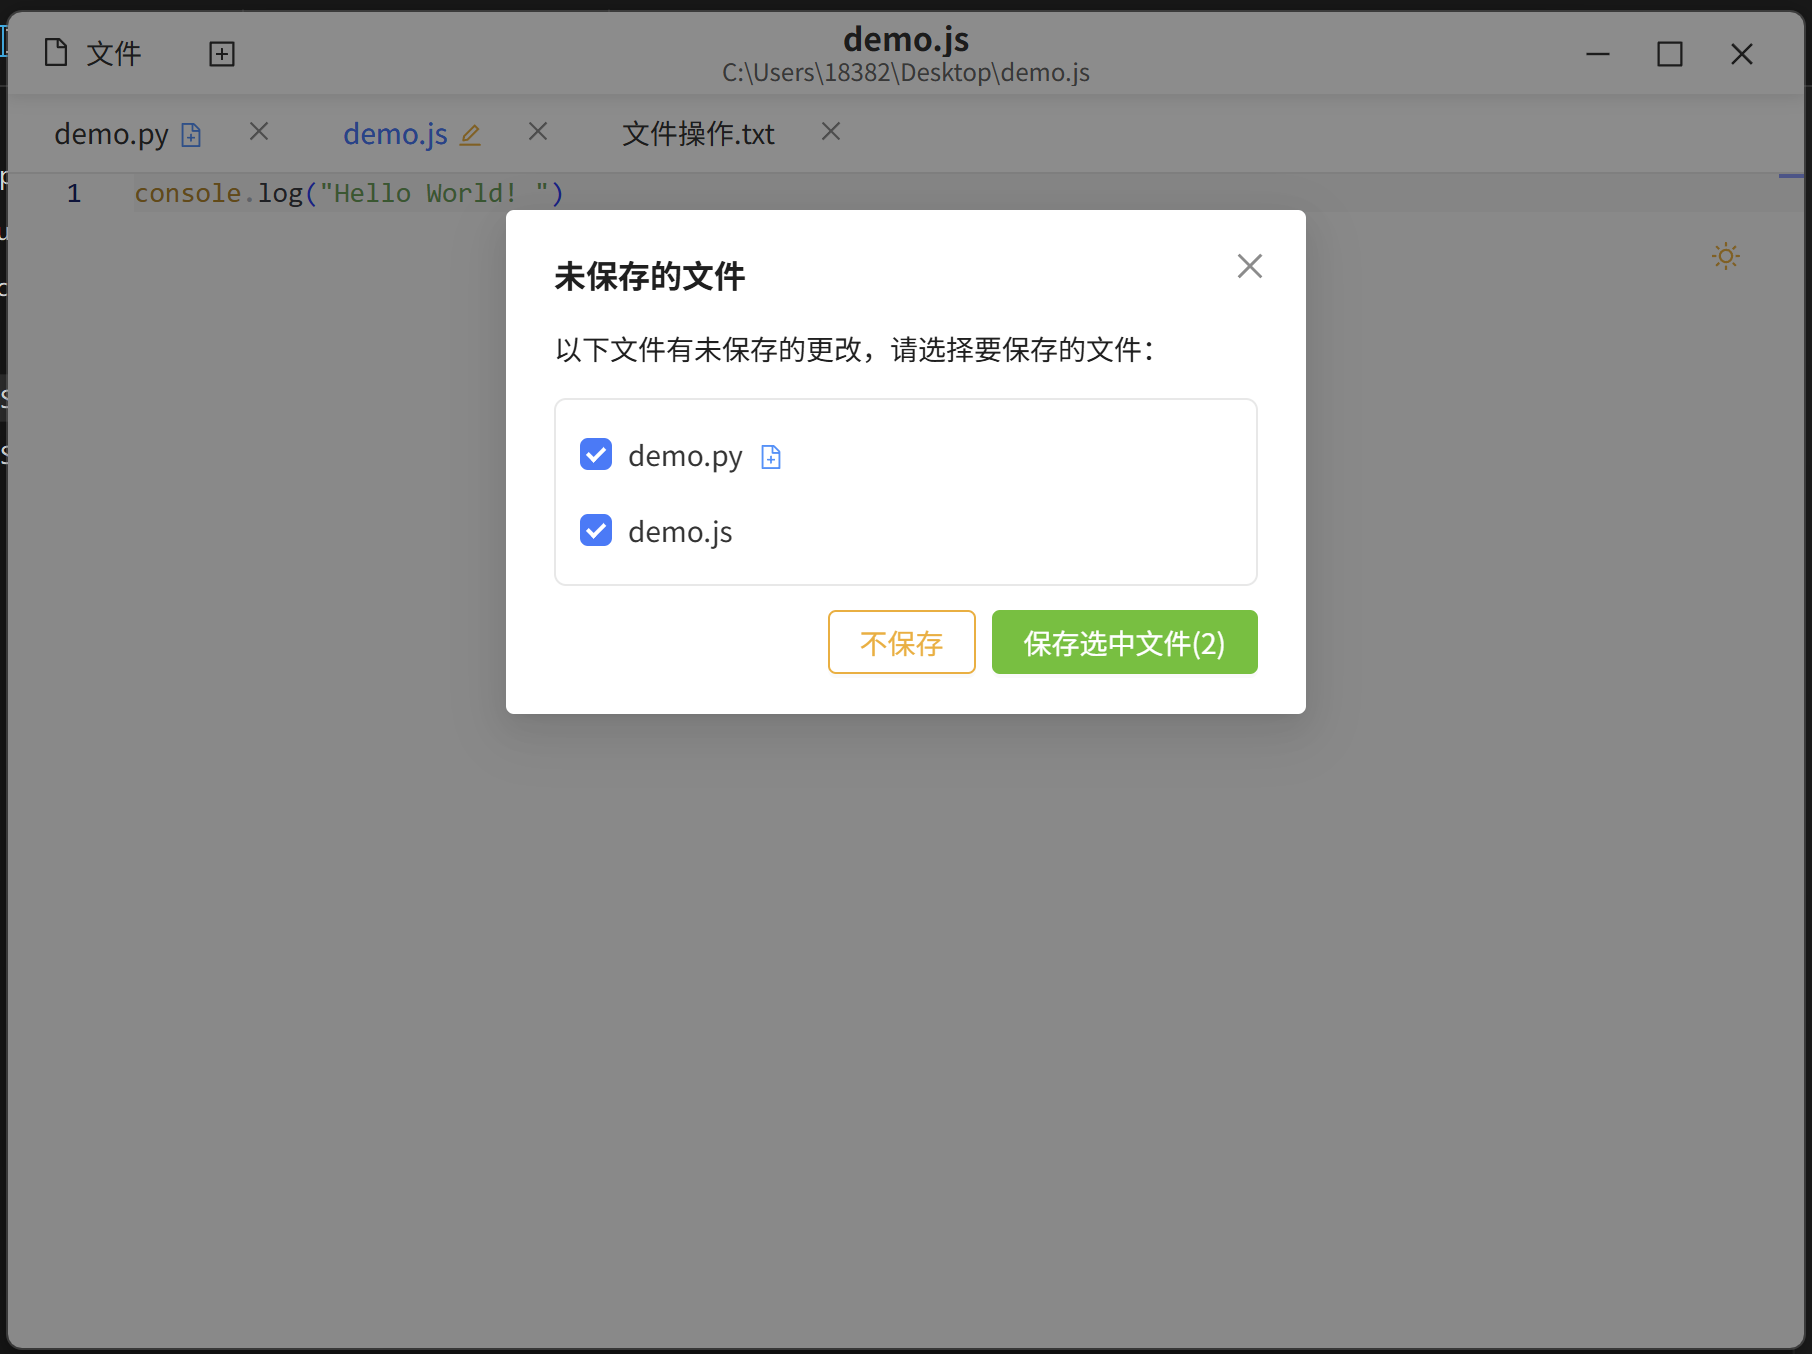 demo.js
文件
C:\Users\18382\Desktop\demo.js
demo.py
demo.js
文件操作.txt
1 console.log("Hello World! ")
未保存的文件
以下文件有未保存的更改，请选择要保存的文件：
demo.py
demo.js
不保存
保存选中文件(2)